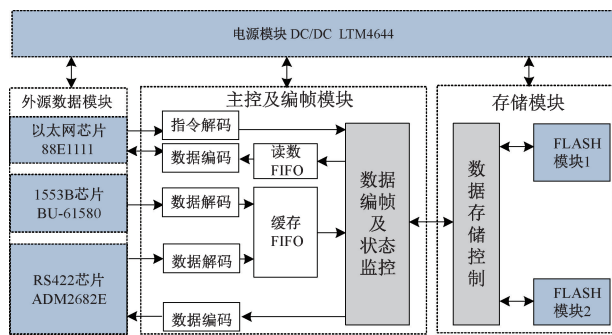 电源模块 DC/DC LTM4644
外源数据模块
以太网芯片
88E1111
1553B芯片
BU-61580
RS422芯片
ADM2682E
主控及编帧模块
指令解码
数据编码
读数
FIFO
数据解码
缓存
FIFO
数据解码
数据编码
数据
编帧
及
状态
监控
存储模块
数
据
存
储
控
制
FLASH
模块1
FLASH
模块2